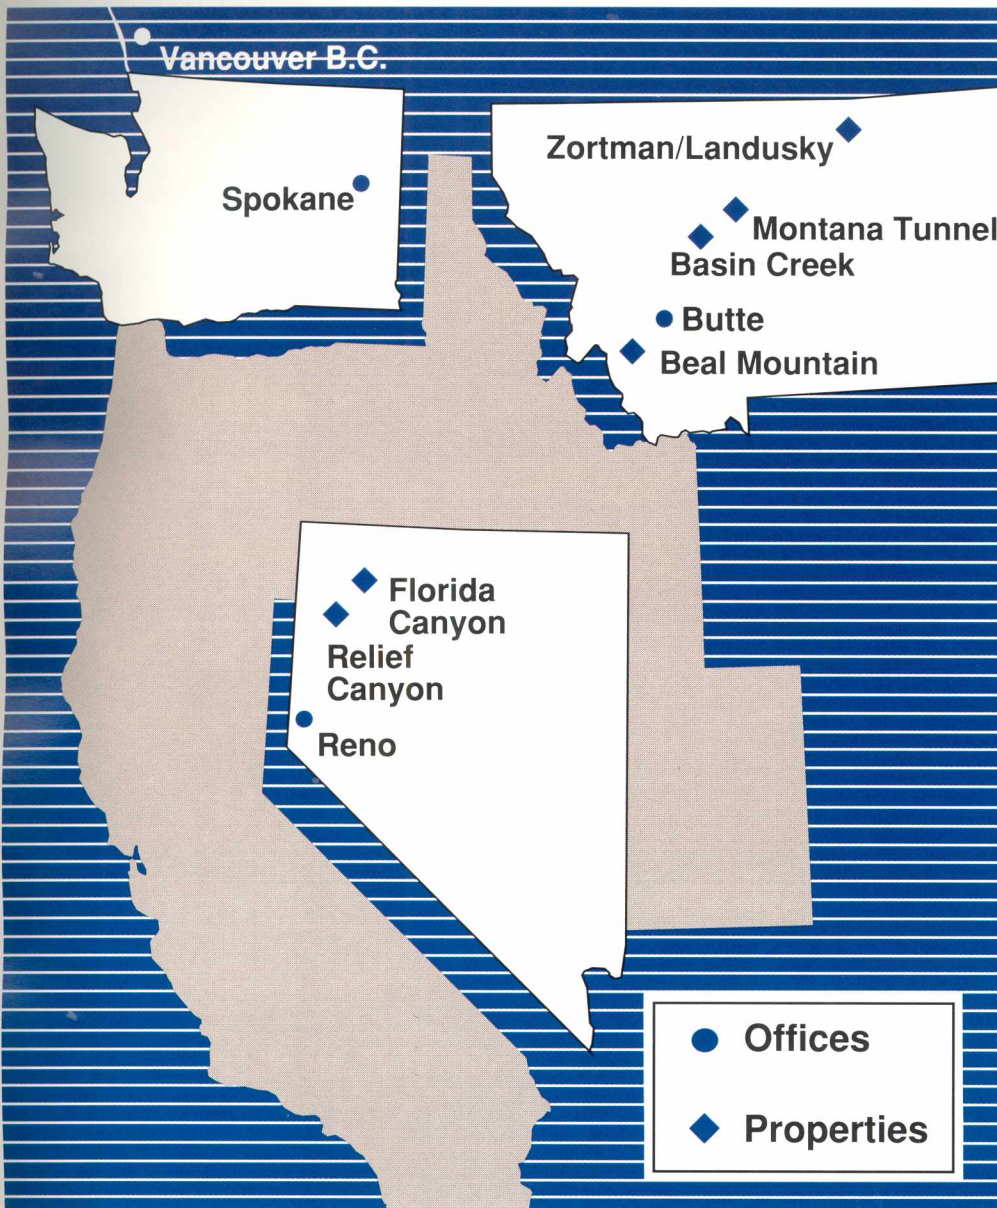 Vancouver B.C.
Zortman/Landusky
Spokane
Montana Tunnel
Basin Creek
Butte
Beal Mountain
Florida
Canyon
Relief
Canyon
Reno
Offices
Properties